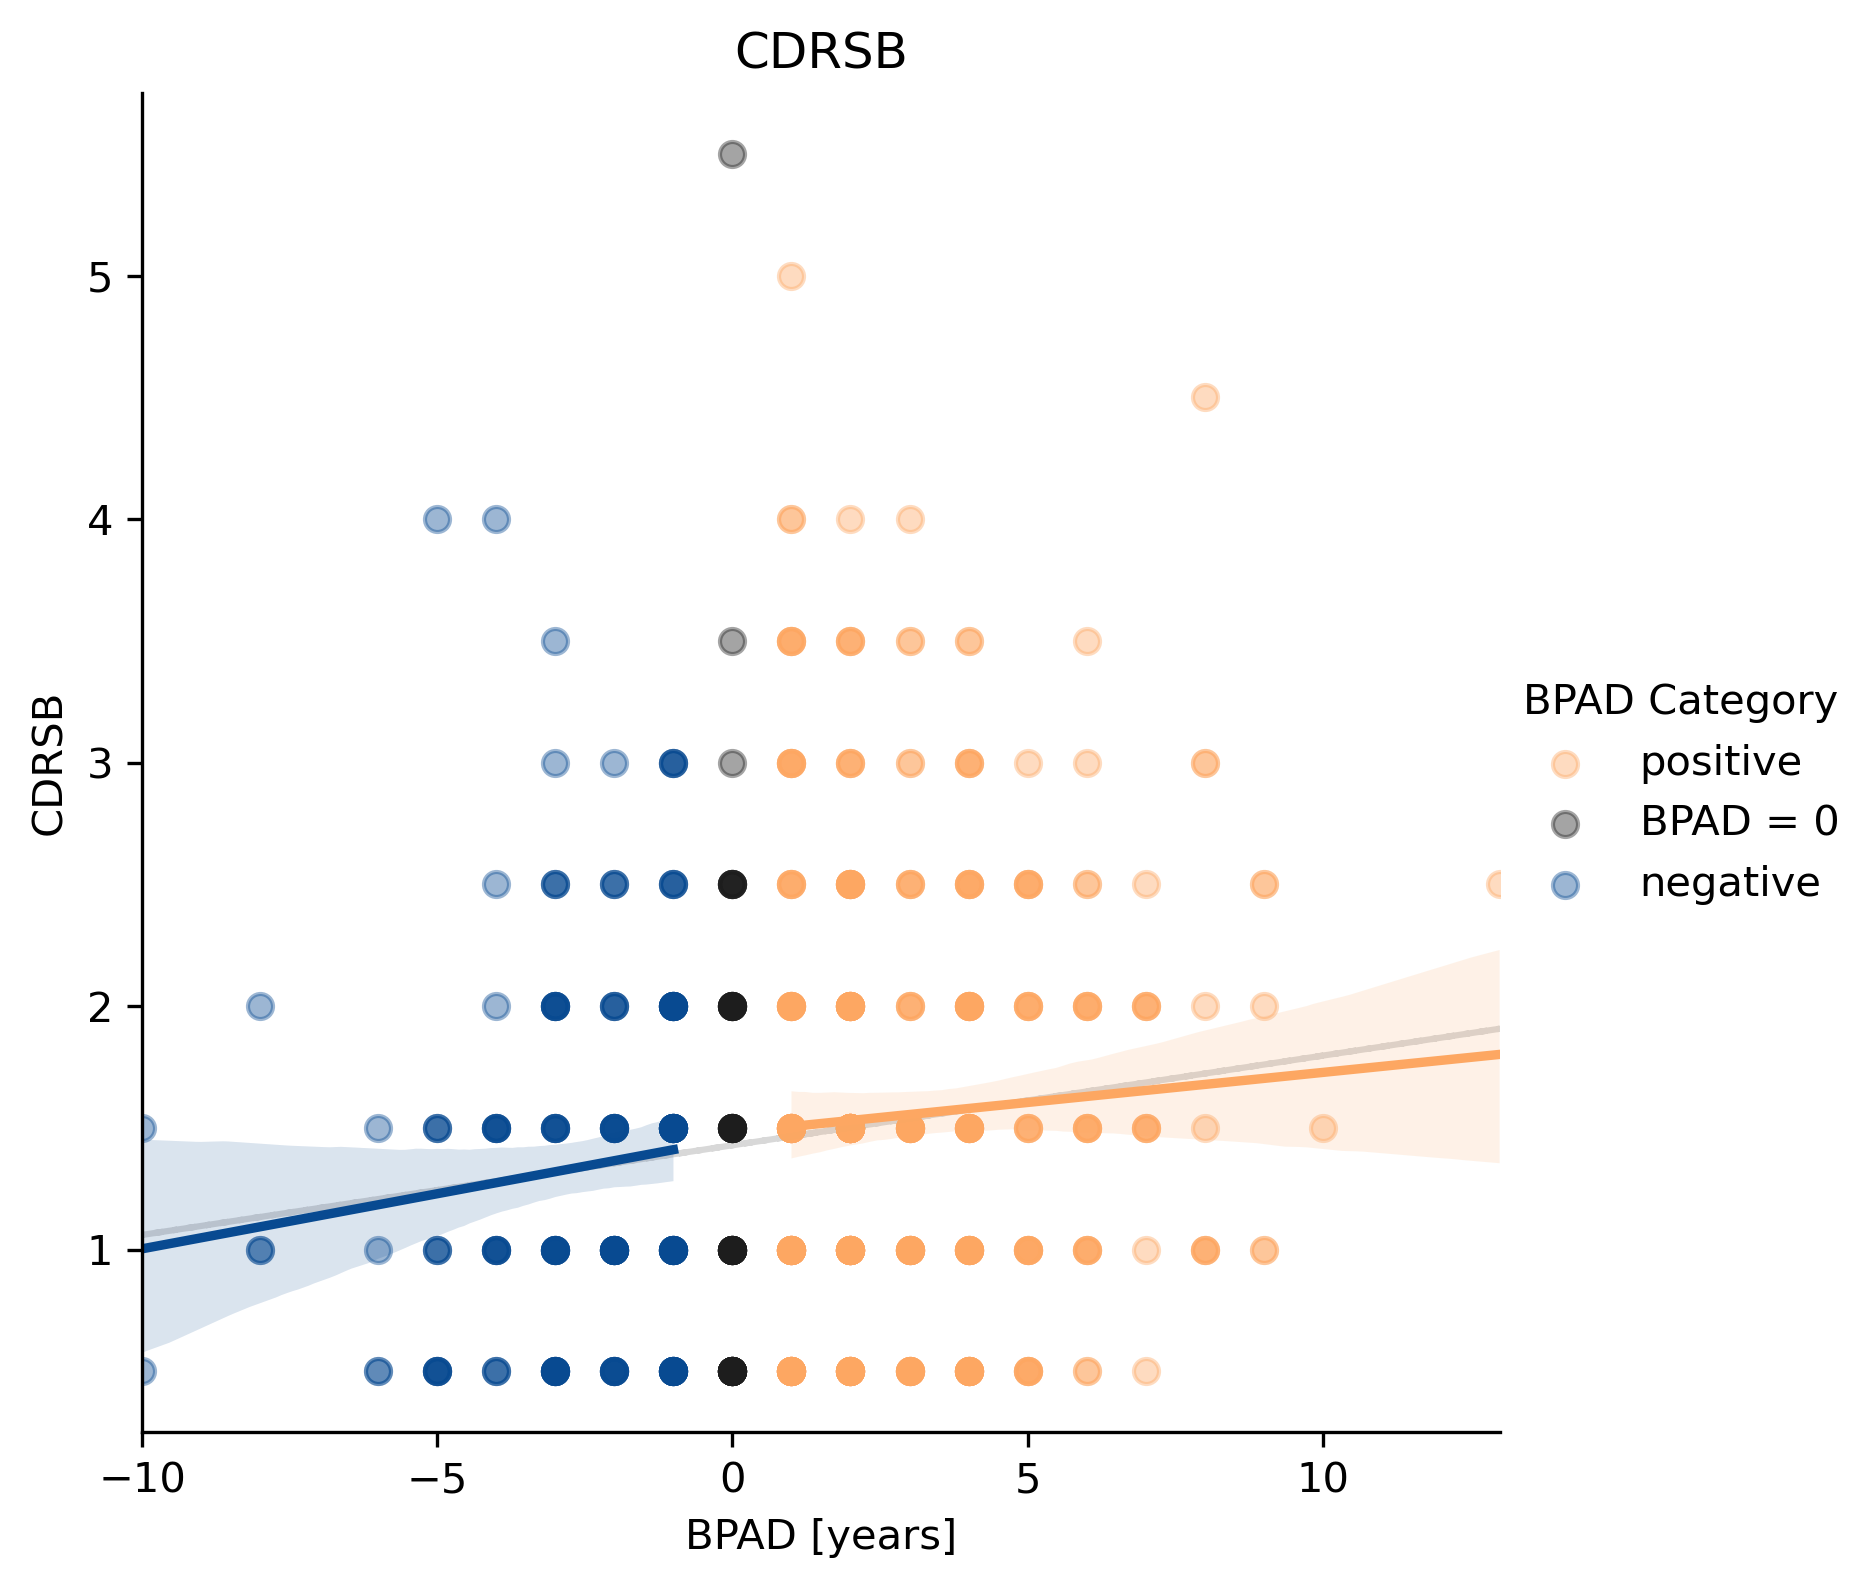 CDRSB
5
4
3
2
1
CDRSB
−10
−5
0
5
10
BPAD [years]
BPAD Category
positive
BPAD = 0
negative